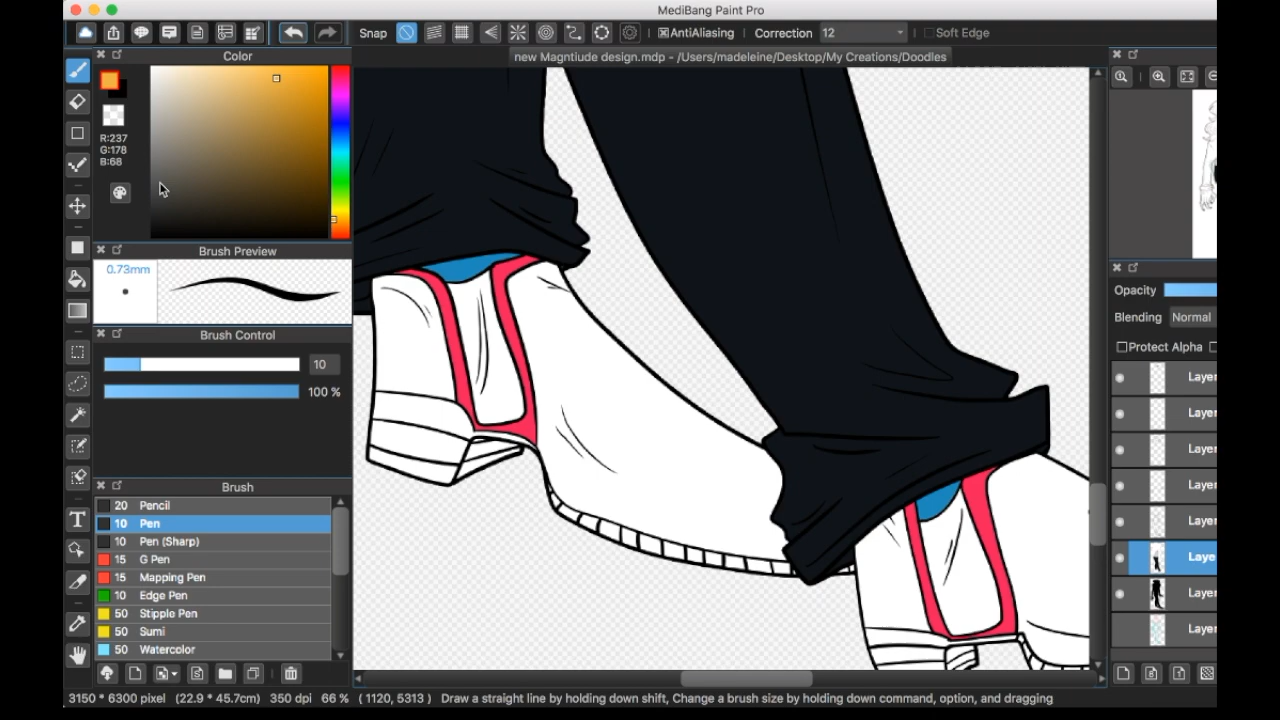 MediBang Paint Pro
Snap
AntiAliasing
Correction
12
Soft Edge
new Magntiude design.mdp - /Users/madeleine/Desktop/My Creations/Doodles
Color
R:237
G:178
B:68
Brush Preview
0.73mm
Brush Control
10
100 %
Brush
20 Pencil
10 Pen
10 Pen (Sharp)
15 G Pen
15 Mapping Pen
10 Edge Pen
50 Stipple Pen
50 Sumi
50 Watercolor
Opacity
Blending Normal
Protect Alpha
Layer
Layer
Layer
Layer
Layer
Laye
Layer
Layer
3150 * 6300 pixel (22.9 * 45.7cm) 350 dpi 66 % ( 1120, 5313 ) Draw a straight line by holding down shift, Change a brush size by holding down command, option, and dragging